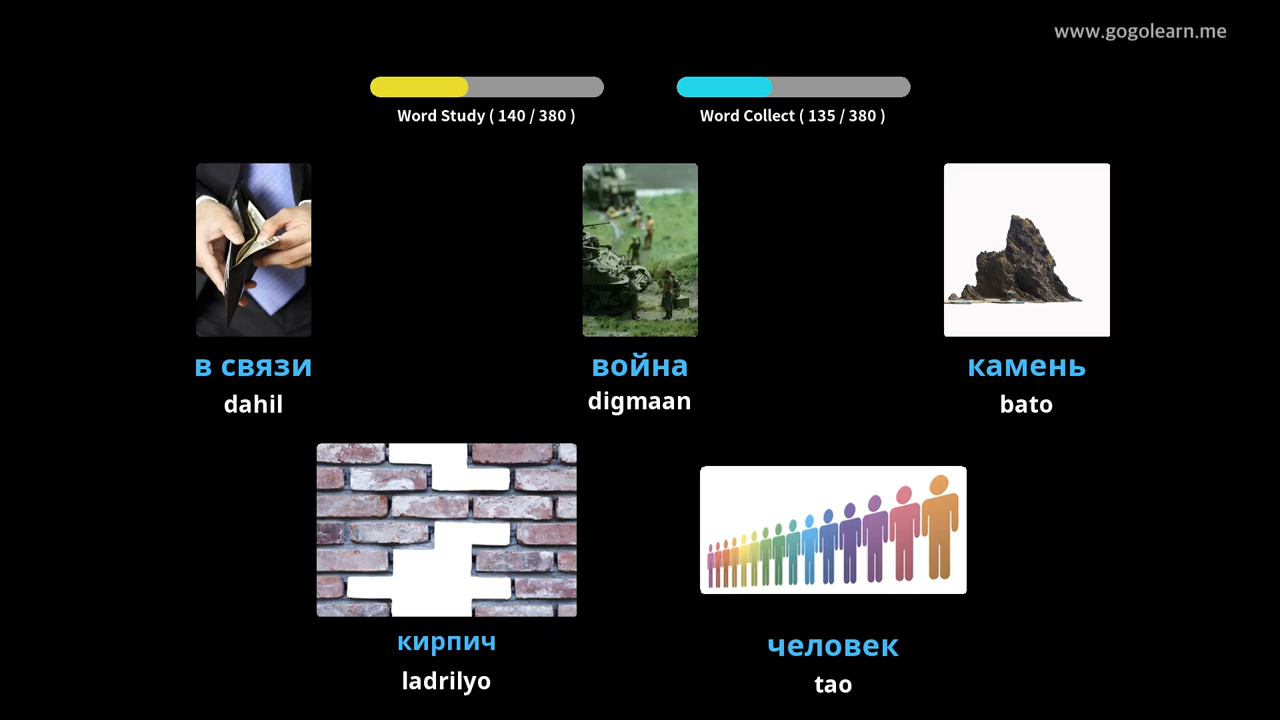 www.gogolearn.me
Word Study ( 140 / 380 )
Word Collect ( 135 / 380 )
в связи
dahil
война
digmaan
камень
bato
кирпич
ladrilyo
человек
tao